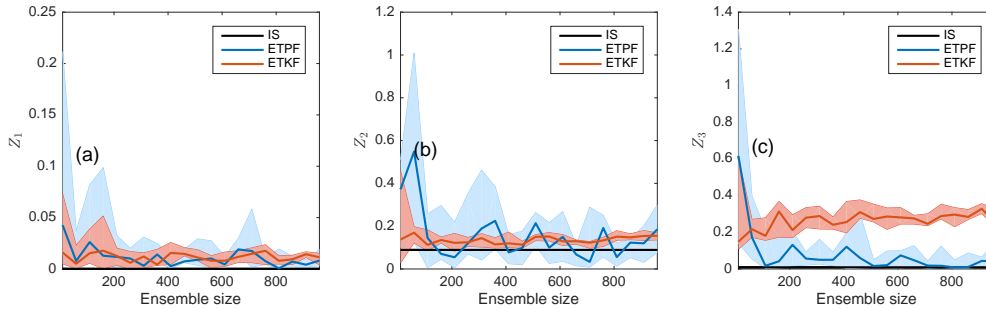 0.25
0.2
0.15
0.1
0.05
0
Z1
(a)
IS
ETPF
ETKF
200 400 600 800
Ensemble size
1.2
1
0.8
0.6
0.4
0.2
0
Z2
(b)
IS
ETPF
ETKF
200 400 600 800
Ensemble size
1.4
1.2
1
0.8
0.6
0.4
0.2
0
Z3
(c)
IS
ETPF
ETKF
200 400 600 800
Ensemble size